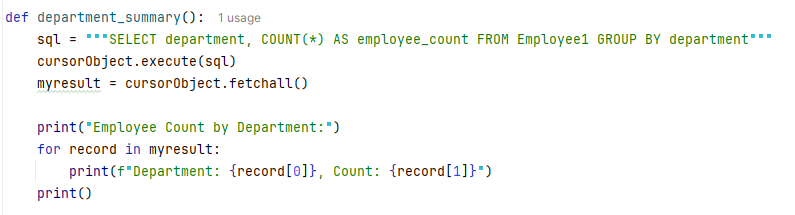 def department_summary():  1 usage
    sql = """SELECT department, COUNT(*) AS employee_count FROM Employee1 GROUP BY department"""
    cursorObject.execute(sql)
    myresult = cursorObject.fetchall()

    print("Employee Count by Department:")
    for record in myresult:
        print(f"Department: {record[0]}, Count: {record[1]}")
    print()